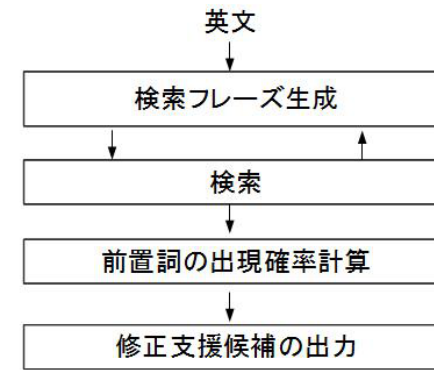 英文
検索フレーズ生成
検索
前置詞の出現確率計算
修正支援候補の出力